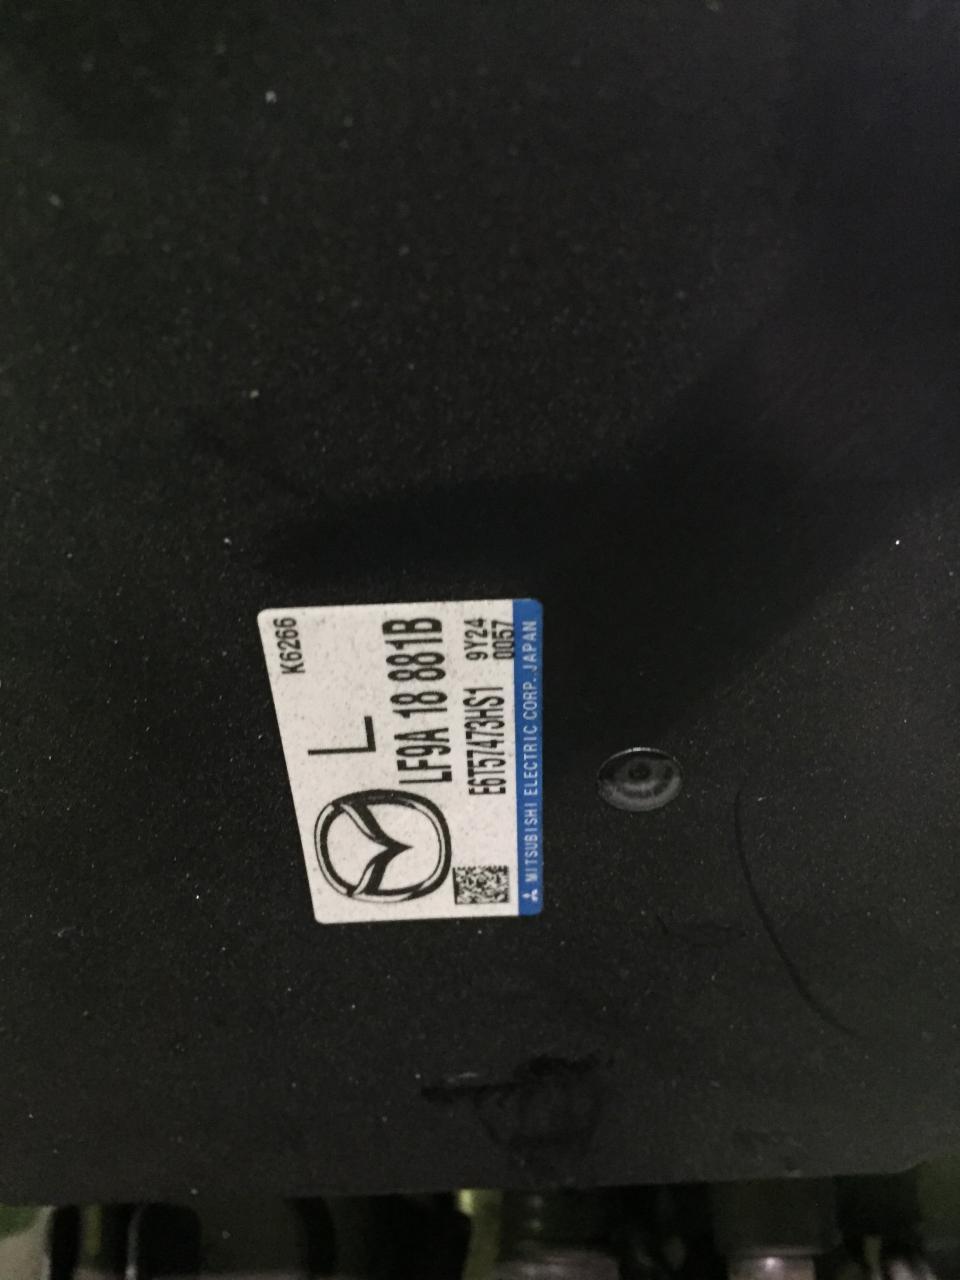 K6266
L
LF9A 18 881B
E6T57473HS1 9Y24
0057
MITSUBISHI ELECTRIC CORP. JAPAN